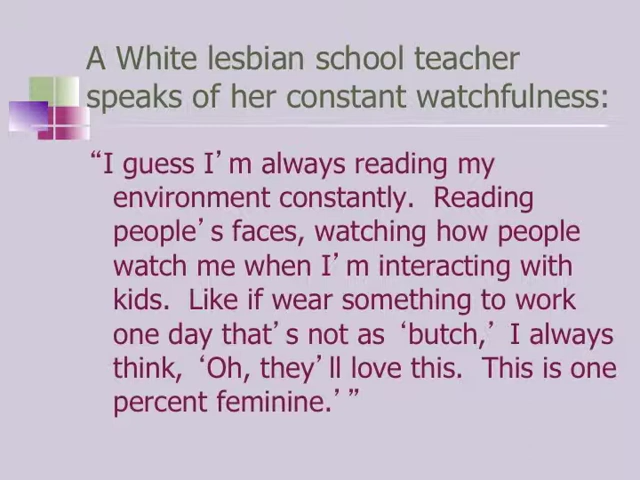 A White lesbian school teacher
speaks of her constant watchfulness:
“I guess I’m always reading my
environment constantly.  Reading
people’s faces, watching how people
watch me when I’m interacting with
kids.  Like if wear something to work
one day that’s not as ‘butch,’ I always
think, ‘Oh, they’ll love this.  This is one
percent feminine.’”